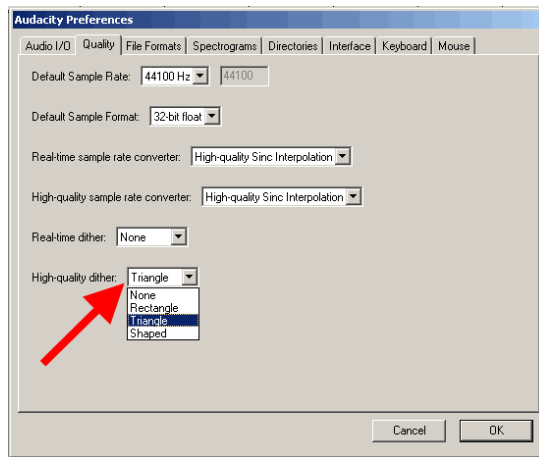 Audacity Preferences
Audio I/O Quality File Formats Spectrograms Directories Interface Keyboard Mouse
Default Sample Rate: 44100 Hz 44100
Default Sample Format: 32-bit float
Real-time sample rate converter: High-quality Sinc Interpolation
High-quality sample rate converter: High-quality Sinc Interpolation
Real-time dither: None
High-quality dither: Triangle
None
Rectangle
Triangle
Shaped
Cancel OK